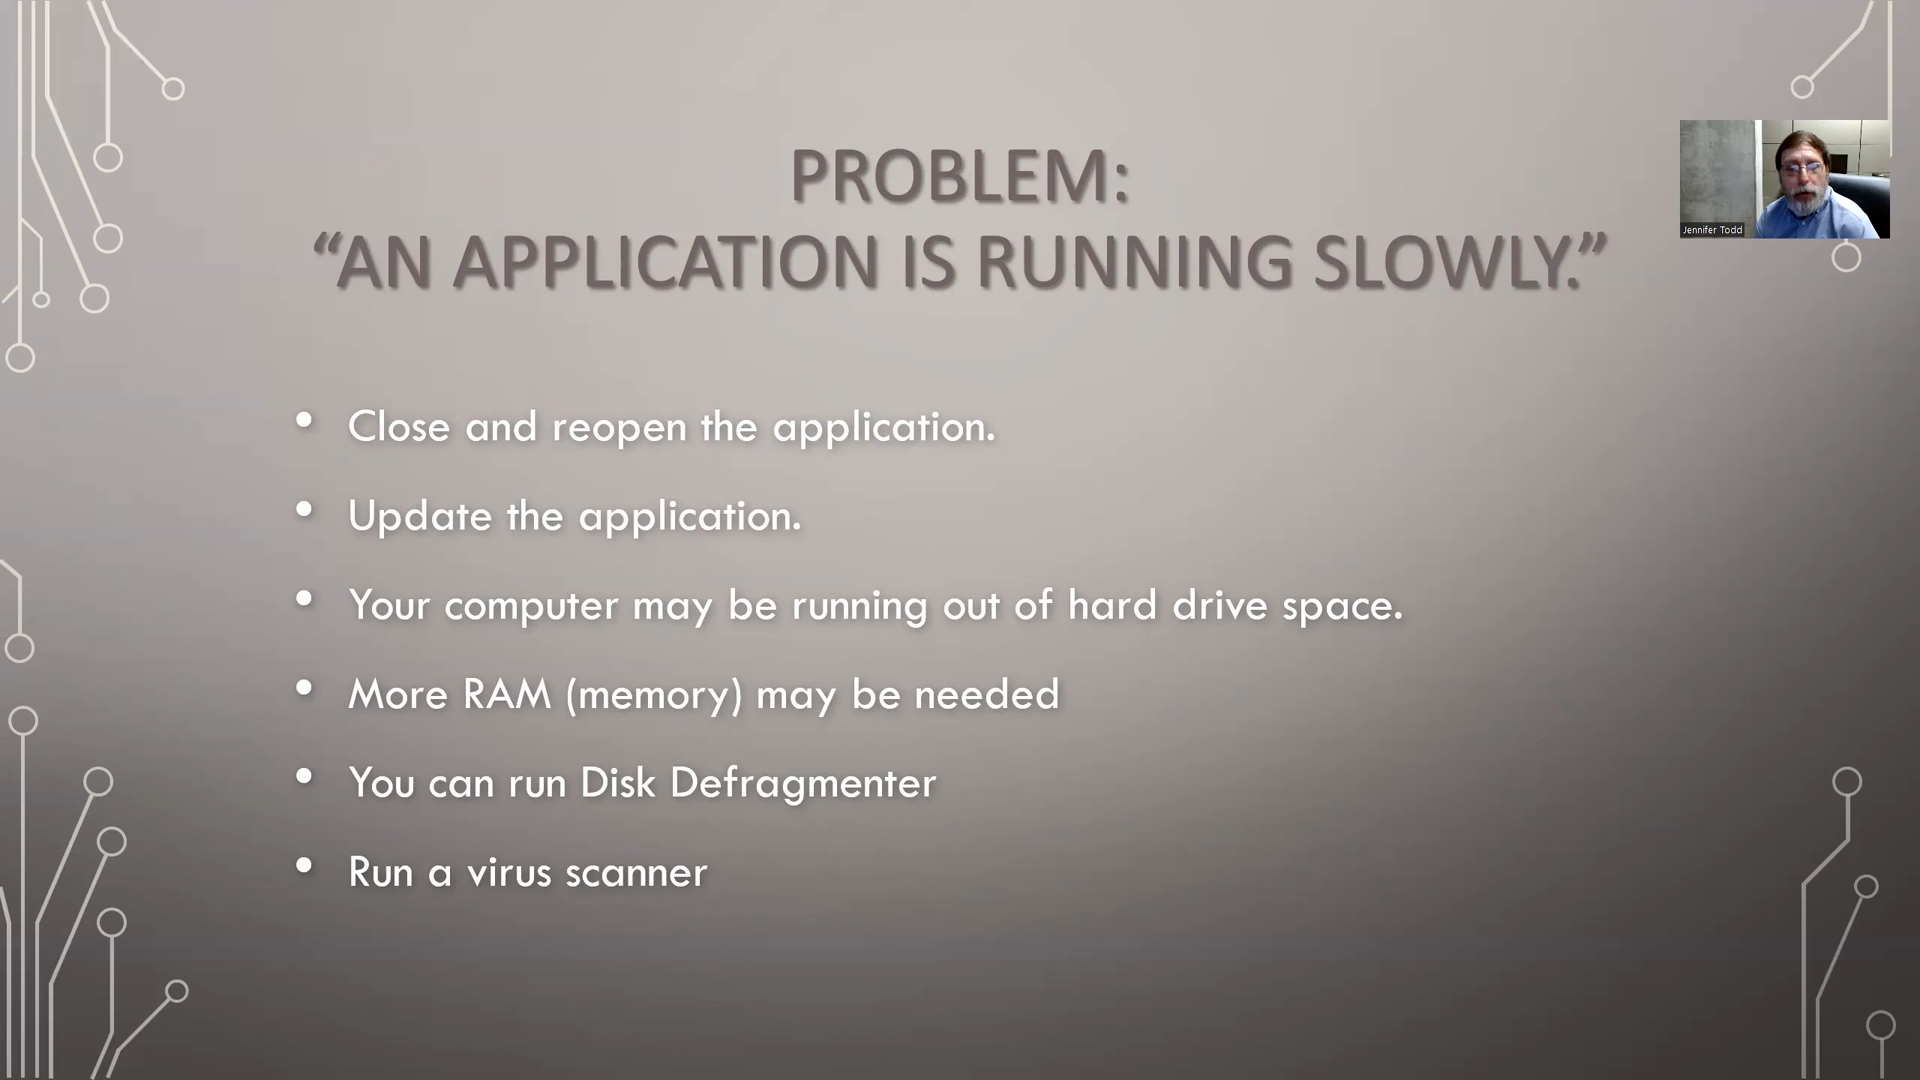 PROBLEM:
“AN APPLICATION IS RUNNING SLOWLY.”
Jennifer Todd
• Close and reopen the application.
• Update the application.
• Your computer may be running out of hard drive space.
• More RAM (memory) may be needed
• You can run Disk Defragmenter
• Run a virus scanner